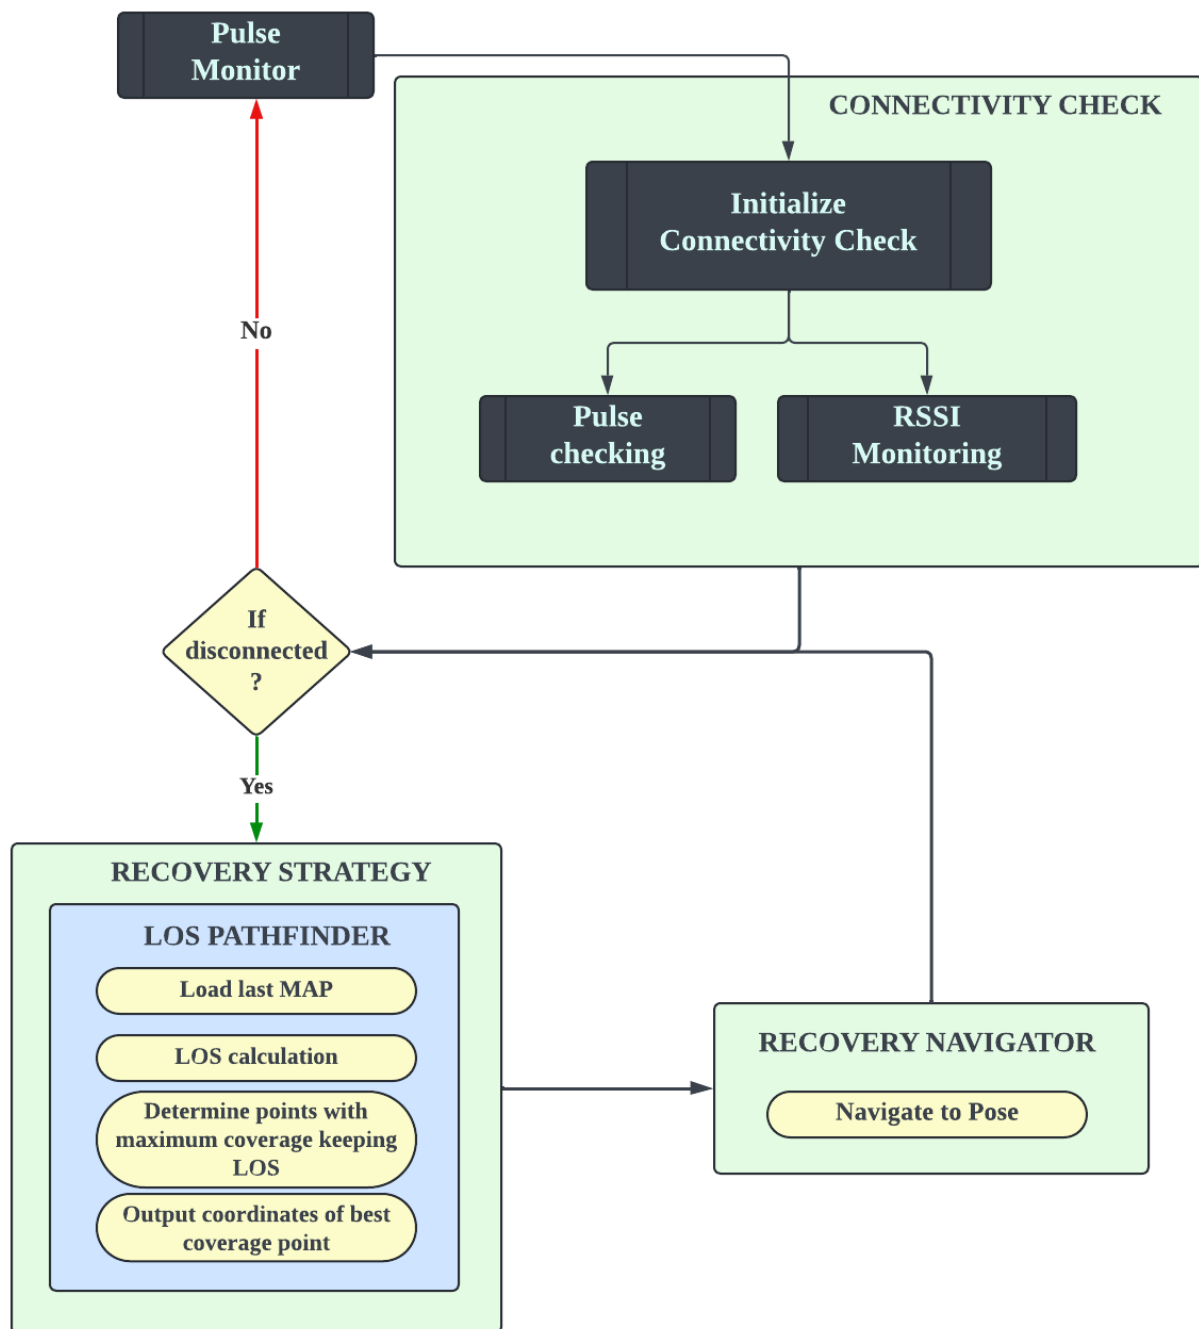 Pulse
Monitor
CONNECTIVITY CHECK
Initialize
Connectivity Check
Pulse
checking
RSSI
Monitoring
No
If
disconnected
?
Yes
RECOVERY STRATEGY
LOS PATHFINDER
Load last MAP
LOS calculation
Determine points with
maximum coverage keeping
LOS
Output coordinates of best
coverage point
RECOVERY NAVIGATOR
Navigate to Pose